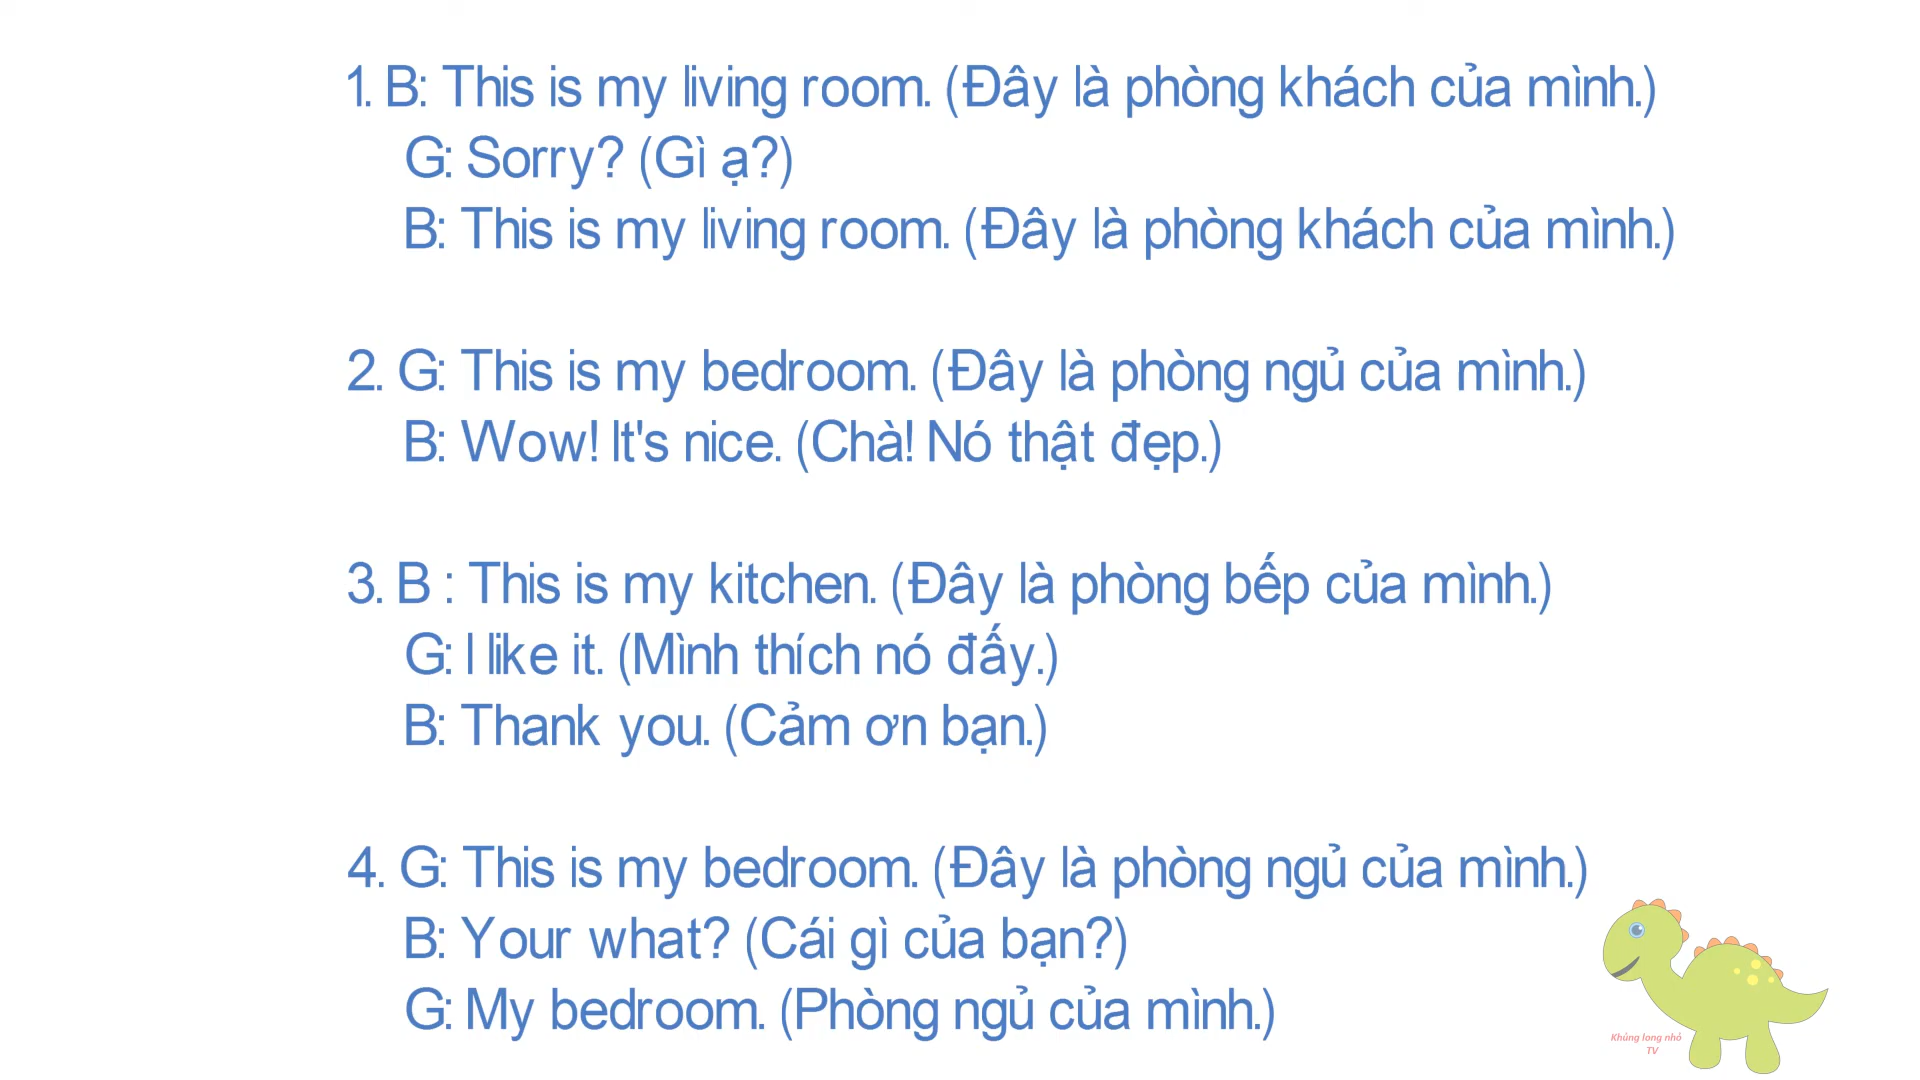 1. B: This is my living room. (Đây là phòng khách của mình.)
G: Sorry? (Gì ạ?)
B: This is my living room. (Đây là phòng khách của mình.)
2. G: This is my bedroom. (Đây là phòng ngủ của mình.)
B: Wow! It's nice. (Chà! Nó thật đẹp.)
3. B : This is my kitchen. (Đây là phòng bếp của mình.)
G: I like it. (Mình thích nó đấy.)
B: Thank you. (Cảm ơn bạn.)
4. G: This is my bedroom. (Đây là phòng ngủ của mình.)
B: Your what? (Cái gì của bạn?)
G: My bedroom. (Phòng ngủ của mình.)
Khủng long nhỏ
TV